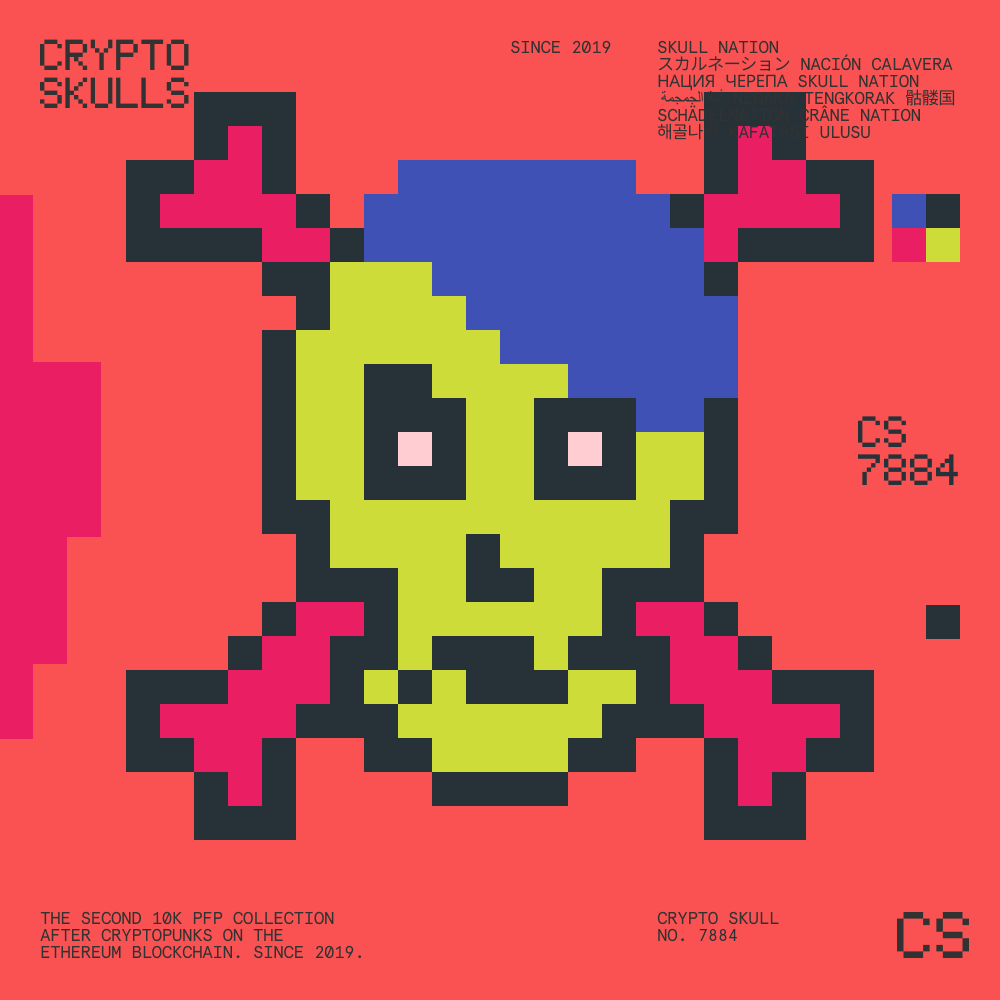 CRYPTO
SKULLS
SINCE 2019
SKULL NATION
スカルネーション NACIÓN CALAVERA
НАЦИЯ ЧЕРЕПА SKULL NATION
TENGKORAK 骷髅国
CRÂNE NATION
ULUSU
CS
7884
THE SECOND 10K PFP COLLECTION
AFTER CRYPTOPUNKS ON THE
ETHEREUM BLOCKCHAIN. SINCE 2019.
CRYPTO SKULL
NO. 7884
CS